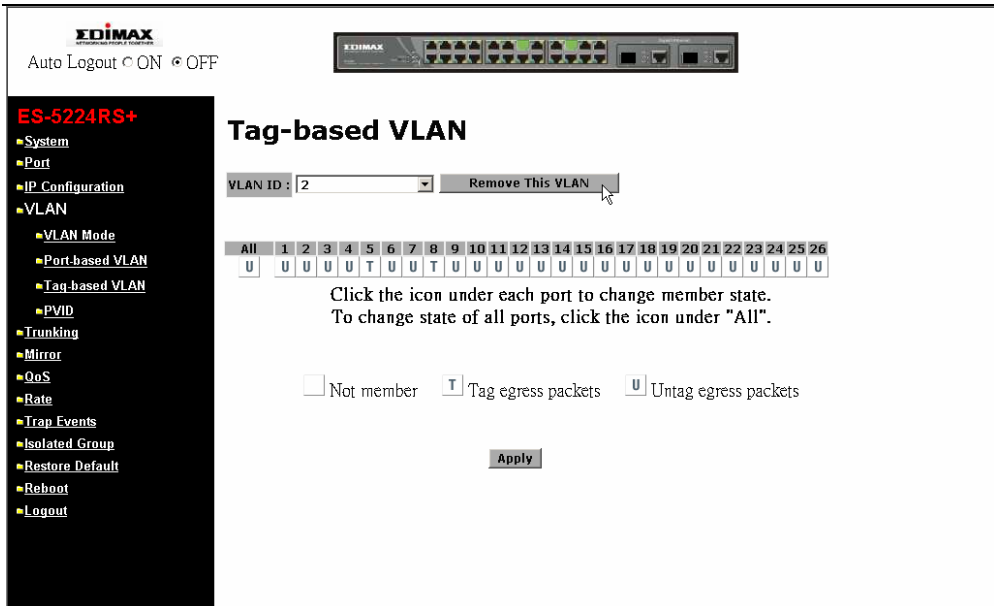 EDIMAX
NETWORKING PEOPLE TOGETHER
Auto Logout ON OFF
EDIMAX
ES-5224RS+
System
Port
IP Configuration
VLAN
VLAN Mode
Port-based VLAN
Tag-based VLAN
PVID
Trunking
Mirror
QoS
Rate
Trap Events
Isolated Group
Restore Default
Reboot
Logout
Tag-based VLAN
VLAN ID : 2 Remove This VLAN
All 1 2 3 4 5 6 7 8 9 10 11 12 13 14 15 16 17 18 19 20 21 22 23 24 25 26
U U U U U T U U T U U U U U U U U U U U U U U U U U U
Click the icon under each port to change member state.
To change state of all ports, click the icon under "All".
Not member T Tag egress packets U Untag egress packets
Apply